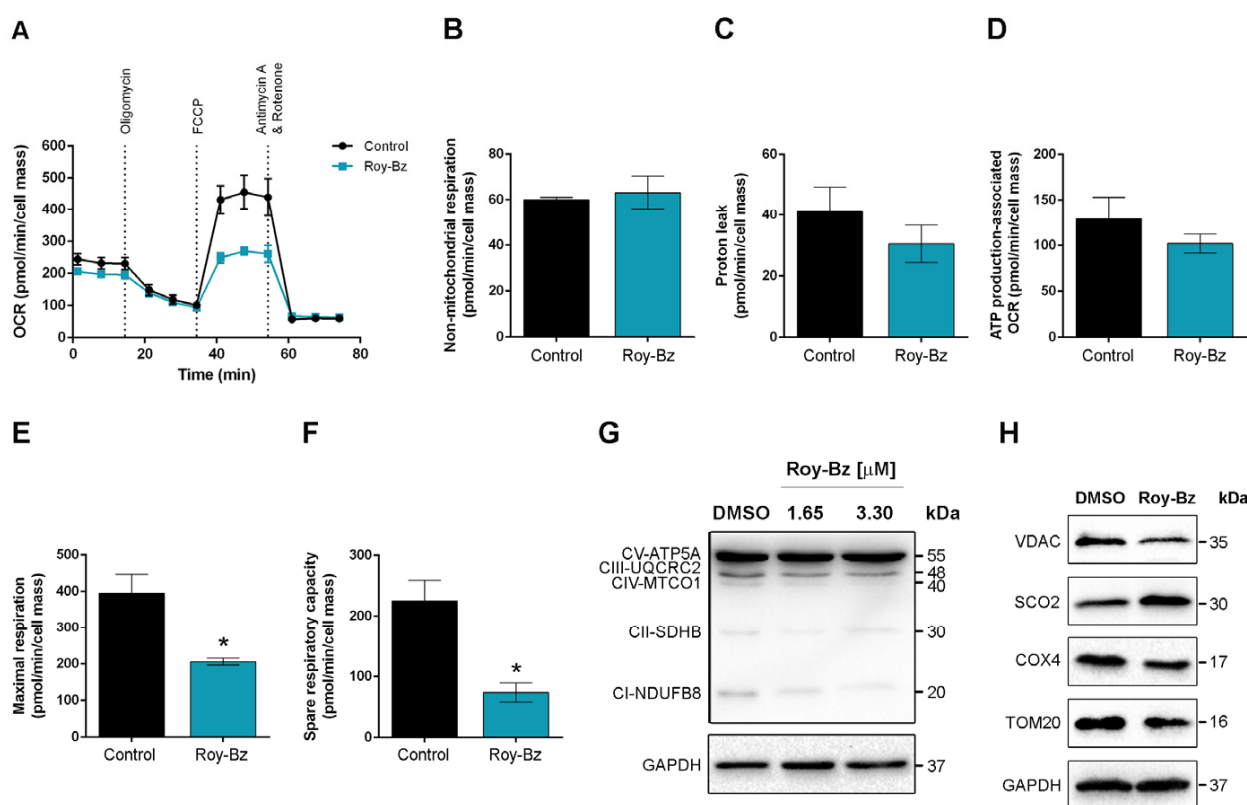 A
Oligomycin
FCCP
Antimycin A
& Rotenone
Control
Roy-Bz
OCR (pmol/min/cell mass)
600
500
400
300
200
100
0
0 20 40 60 80
Time (min)
B
Non-mitochondrial respiration
(pmol/min/cell mass)
80
60
40
20
0
Control Roy-Bz
C
Proton leak
(pmol/min/cell mass)
60
40
20
0
Control Roy-Bz
D
ATP production-associated
OCR (pmol/min/cell mass)
200
150
100
50
0
Control Roy-Bz
E
Maximal respiration
(pmol/min/cell mass)
500
400
300
200
100
0
*
Control Roy-Bz
F
Spare respiratory capacity
(pmol/min/cell mass)
300
200
100
0
*
Control Roy-Bz
G
Roy-Bz [μM]
DMSO 1.65 3.30 kDa
CV-ATP5A 55
CIII-UQCRC2 48
CIV-MTCO1 40
CII-SDHB 30
CI-NDUFB8 20
GAPDH 37
H
DMSO Roy-Bz kDa
VDAC 35
SCO2 30
COX4 17
TOM20 16
GAPDH 37